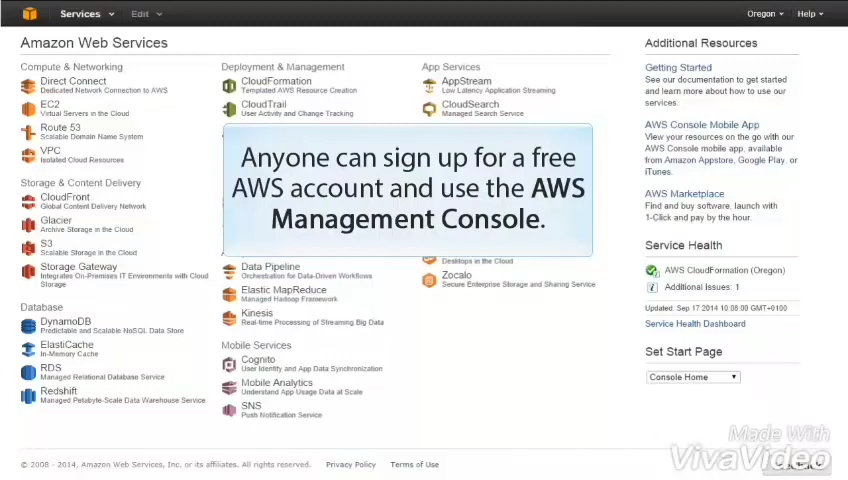 Services Edit Oregon Help
Amazon Web Services
Compute & Networking
Direct Connect
Dedicated Network Connection to AWS
EC2
Virtual Servers in the Cloud
Route 53
Scalable Domain Name System
VPC
Isolated Cloud Resources
Storage & Content Delivery
CloudFront
Global Content Delivery Network
Glacier
Archive Storage in the Cloud
S3
Scalable Storage in the Cloud
Storage Gateway
Integrates On-Premises IT Environments with Cloud
Storage
Database
DynamoDB
Predictable and Scalable NoSQL Data Store
ElastiCache
In-Memory Cache
RDS
Managed Relational Database Service
Redshift
Managed Petabyte-Scale Data Warehouse Service
Deployment & Management
CloudFormation
Templated AWS Resource Creation
CloudTrail
User Activity and Change Tracking
Anyone can sign up for a free
AWS account and use the AWS
Management Console.
Data Pipeline
Orchestration for Data-Driven Workflows
Elastic MapReduce
Managed Hadoop Framework
Kinesis
Real-time Processing of Streaming Big Data
Mobile Services
Cognito
User Identity and App Data Synchronization
Mobile Analytics
Understand App Usage Data at Scale
SNS
Push Notification Service
App Services
AppStream
Low Latency Application Streaming
CloudSearch
Managed Search Service
Desktops in the Cloud
Zocalo
Secure Enterprise Storage and Sharing Service
Additional Resources
Getting Started
See our documentation to get started
and learn more about how to use our
services.
AWS Console Mobile App
View your resources on the go with our
AWS Console mobile app, available
from Amazon Appstore, Google Play, or
iTunes.
AWS Marketplace
Find and buy software, launch with
1-Click and pay by the hour.
Service Health
AWS CloudFormation (Oregon)
Additional Issues: 1
Updated: Sep 17 2014 10:08:00 GMT+0100
Service Health Dashboard
Set Start Page
Console Home
© 2008 - 2014, Amazon Web Services, Inc. or its affiliates. All rights reserved. Privacy Policy Terms of Use
Made With
VivaVideo